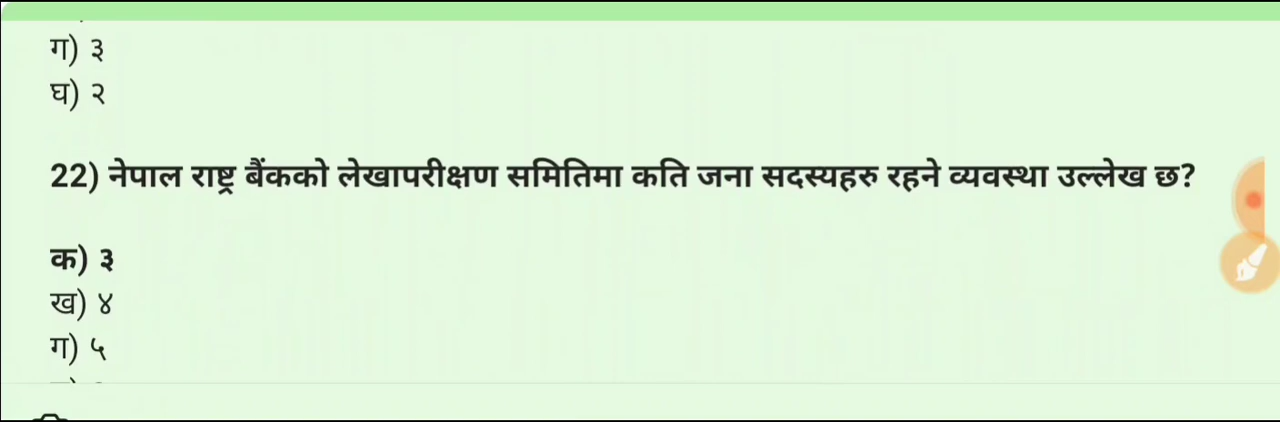 ग) ३
घ) २
22) नेपाल राष्ट्र बैंकको लेखापरीक्षण समितिमा कति जना सदस्यहरु रहने व्यवस्था उल्लेख छ?
क) ३
ख) ४
ग) ५